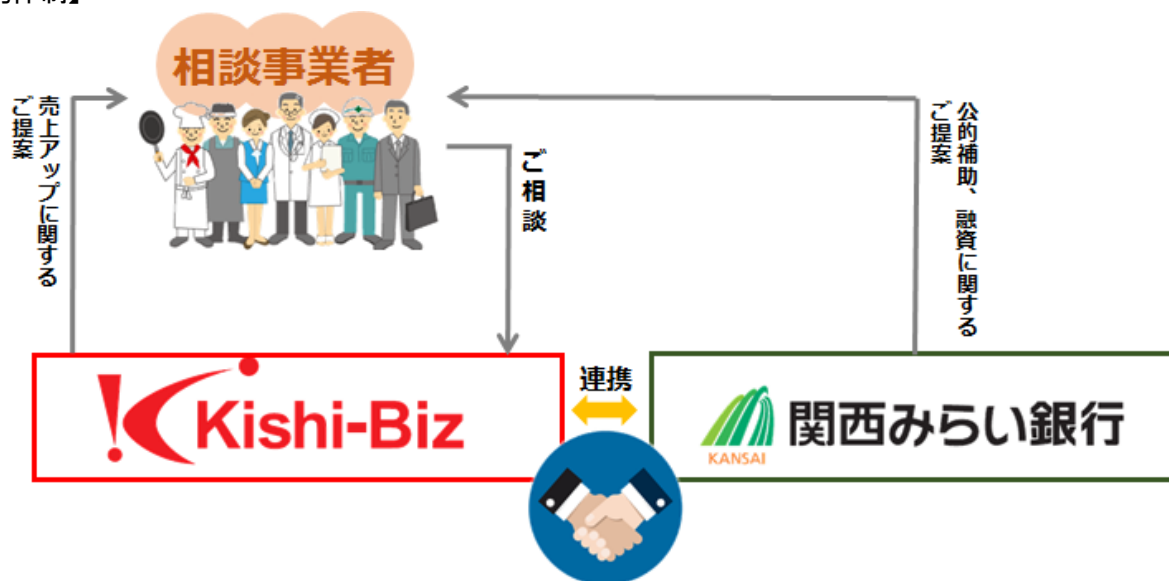 相談事業者
売上アップに関する
ご提案
ご相談
公的補助、融資に関する
ご提案
Kishi-Biz
連携
関西みらい銀行
KANSAI